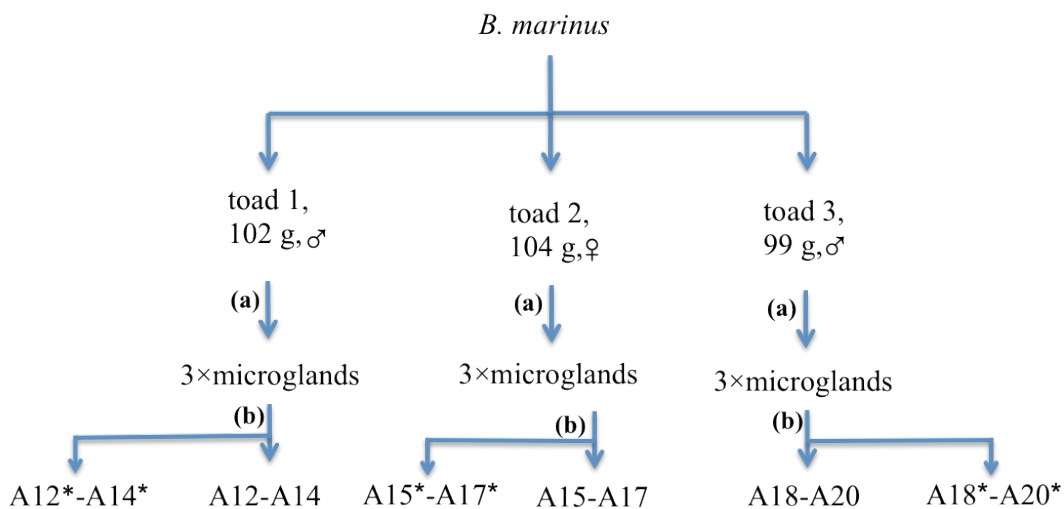 B. marinus
toad 1,
102 g,♂
toad 2,
104 g,♀
toad 3,
99 g,♂
(a)
(a)
(a)
3×microglands
3×microglands
3×microglands
(b)
(b)
(b)
A12*-A14*
A12-A14
A15*-A17*
A15-A17
A18-A20
A18*-A20*